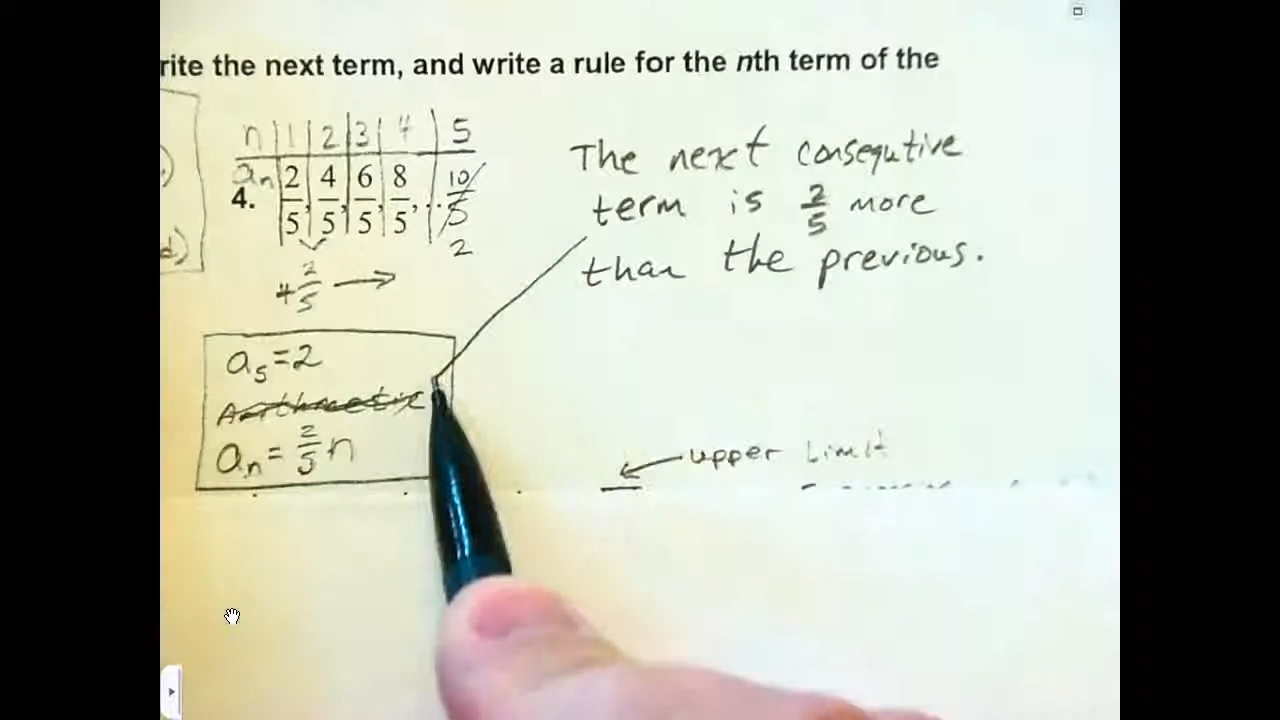 rite the next term, and write a rule for the nth term of the
n 1 2 3 4 5
an
4. 2/5, 4/5, 6/5, 8/5, ... 10/5
2
+ 2/5 →
The next consequtive
term is 2/5 more
than the previous.
a5 = 2
Arithmetic
an = 2/5 n
← upper Limit
d)